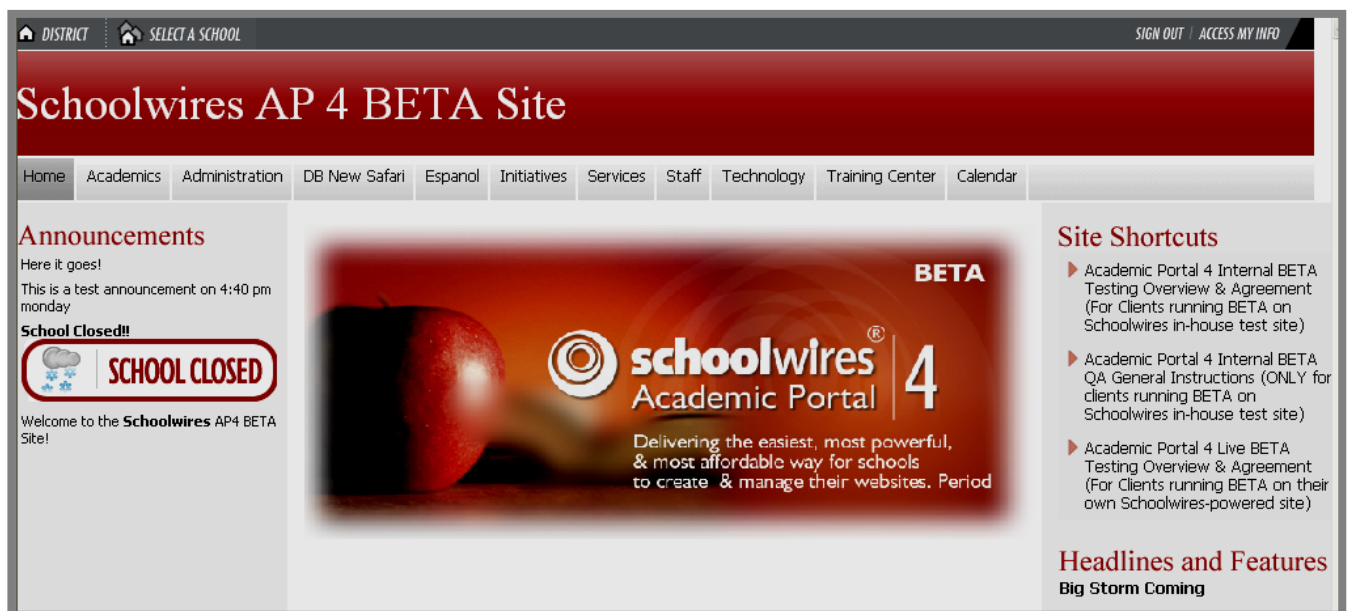 DISTRICT SELECT A SCHOOL SIGN OUT | ACCESS MY INFO
Schoolwires AP 4 BETA Site
Home Academics Administration DB New Safari Espanol Initiatives Services Staff Technology Training Center Calendar
Announcements
Here it goes!
This is a test announcement on 4:40 pm
monday
School Closed!!
SCHOOL CLOSED
Welcome to the Schoolwires AP4 BETA
Site!
BETA
schoolwires® 4
Academic Portal
Delivering the easiest, most powerful,
& most affordable way for schools
to create & manage their websites. Period
Site Shortcuts
Academic Portal 4 Internal BETA
Testing Overview & Agreement
(For Clients running BETA on
Schoolwires in-house test site)
Academic Portal 4 Internal BETA
QA General Instructions (ONLY for
clients running BETA on
Schoolwires in-house test site)
Academic Portal 4 Live BETA
Testing Overview & Agreement
(For Clients running BETA on their
own Schoolwires-powered site)
Headlines and Features
Big Storm Coming